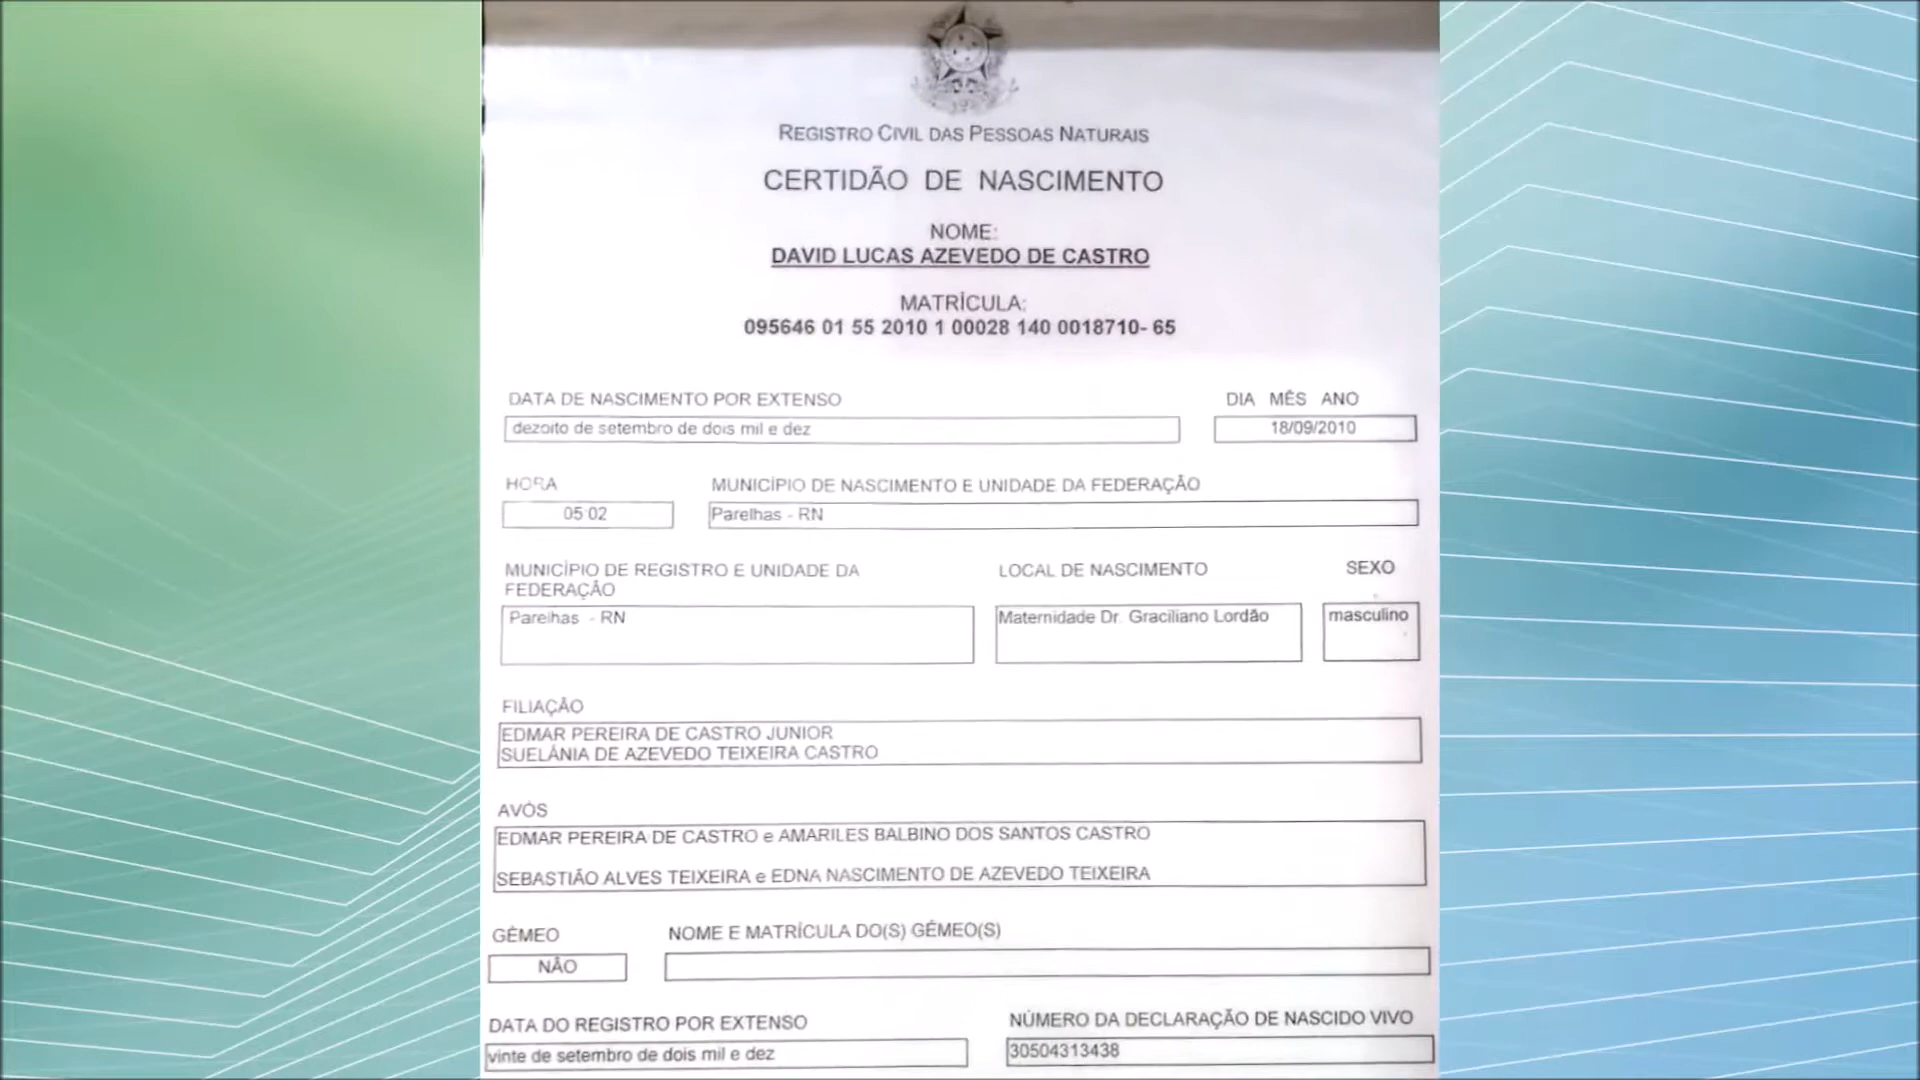 REGISTRO CIVIL DAS PESSOAS NATURAIS
CERTIDÃO DE NASCIMENTO
NOME:
DAVID LUCAS AZEVEDO DE CASTRO
MATRÍCULA:
095646 01 55 2010 1 00028 140 0018710- 65
DATA DE NASCIMENTO POR EXTENSO
DIA MÊS ANO
dezoito de setembro de dois mil e dez
18/09/2010
HORA
MUNICÍPIO DE NASCIMENTO E UNIDADE DA FEDERAÇÃO
05:02
Parelhas - RN
MUNICÍPIO DE REGISTRO E UNIDADE DA
FEDERAÇÃO
LOCAL DE NASCIMENTO
SEXO
Parelhas - RN
Maternidade Dr. Graciliano Lordão
masculino
FILIAÇÃO
EDMAR PEREIRA DE CASTRO JUNIOR
SUELÂNIA DE AZEVEDO TEIXEIRA CASTRO
AVÓS
EDMAR PEREIRA DE CASTRO e AMARILES BALBINO DOS SANTOS CASTRO
SEBASTIÃO ALVES TEIXEIRA e EDNA NASCIMENTO DE AZEVEDO TEIXEIRA
GÊMEO
NOME E MATRÍCULA DO(S) GÊMEO(S)
NÃO
DATA DO REGISTRO POR EXTENSO
NÚMERO DA DECLARAÇÃO DE NASCIDO VIVO
vinte de setembro de dois mil e dez
30504313438